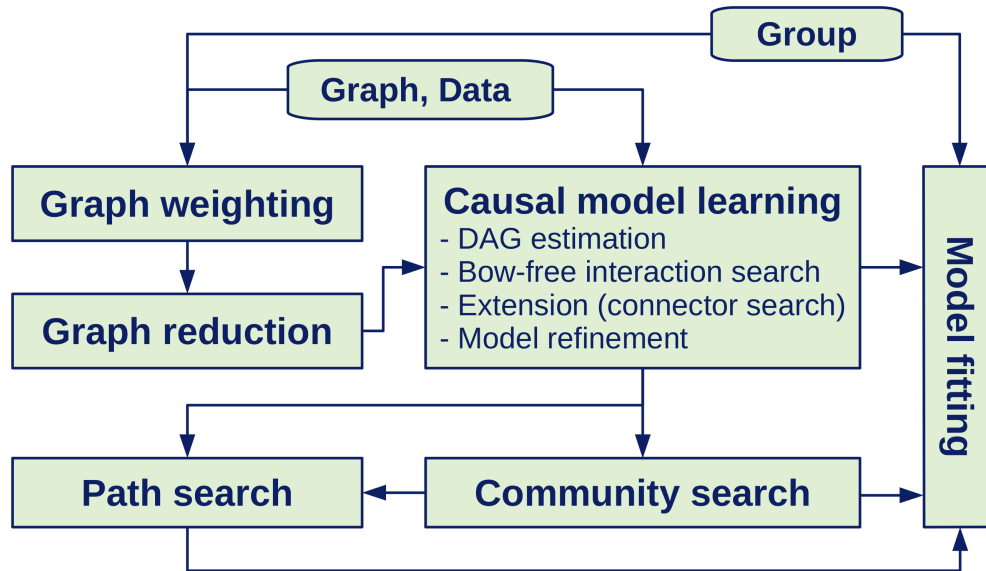 Group
Graph, Data
Graph weighting
Causal model learning
- DAG estimation
- Bow-free interaction search
- Extension (connector search)
- Model refinement
Graph reduction
Model fitting
Path search
Community search